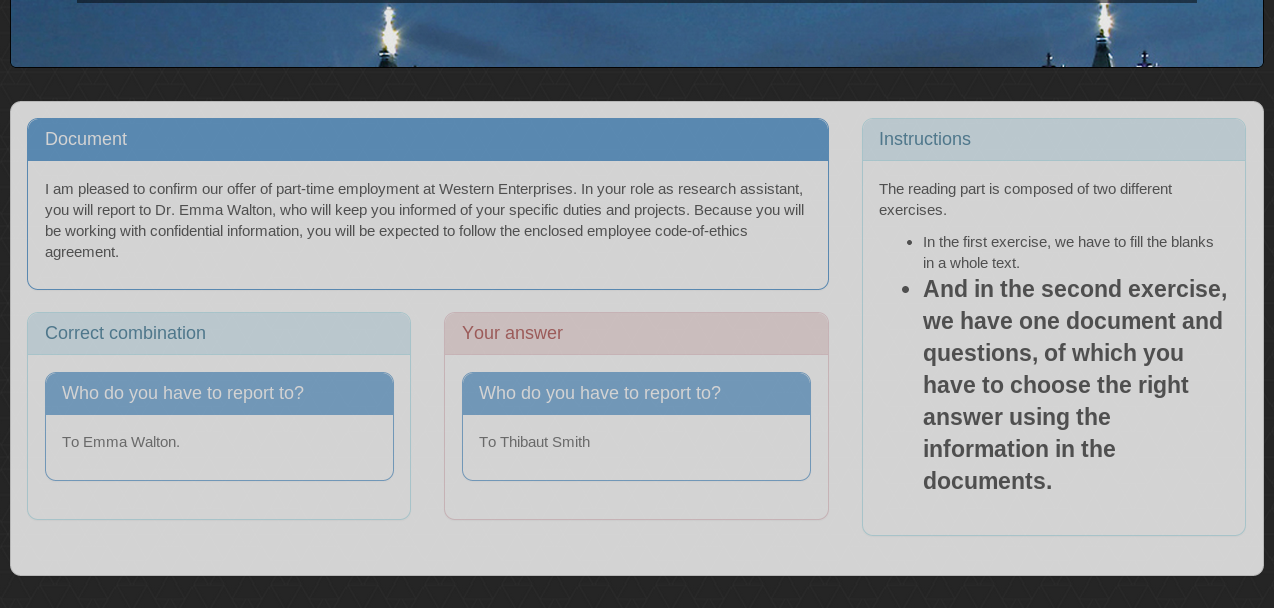 Document
I am pleased to confirm our offer of part-time employment at Western Enterprises. In your role as research assistant,
you will report to Dr. Emma Walton, who will keep you informed of your specific duties and projects. Because you will
be working with confidential information, you will be expected to follow the enclosed employee code-of-ethics
agreement.
Correct combination
Who do you have to report to?
To Emma Walton.
Your answer
Who do you have to report to?
To Thibaut Smith
Instructions
The reading part is composed of two different
exercises.
• In the first exercise, we have to fill the blanks
in a whole text.
• And in the second exercise,
we have one document and
questions, of which you
have to choose the right
answer using the
information in the
documents.